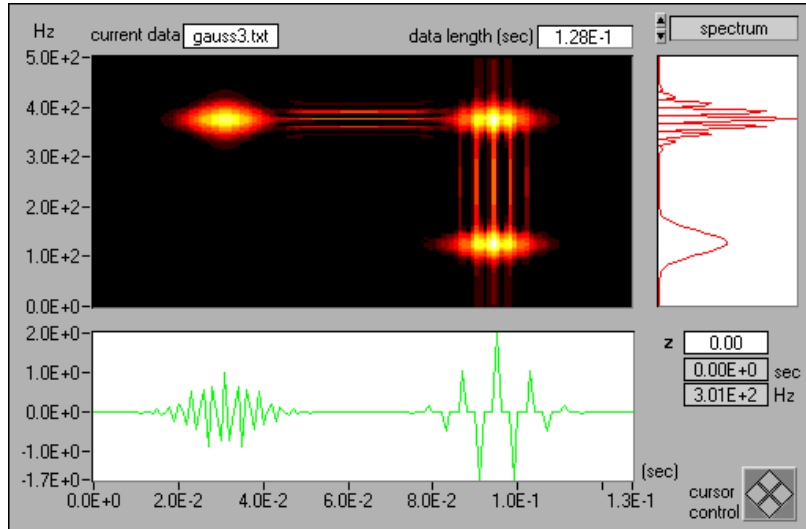 Hz current data gauss3.txt data length (sec) 1.28E-1 spectrum
5.0E+2
4.0E+2
3.0E+2
2.0E+2
1.0E+2
0.0E+0
2.0E+0
1.0E+0
0.0E+0
-1.0E+0
-1.7E+0
0.0E+0 2.0E-2 4.0E-2 6.0E-2 8.0E-2 1.0E-1 1.3E-1
(sec)
z 0.00
0.00E+0 sec
3.01E+2 Hz
cursor
control